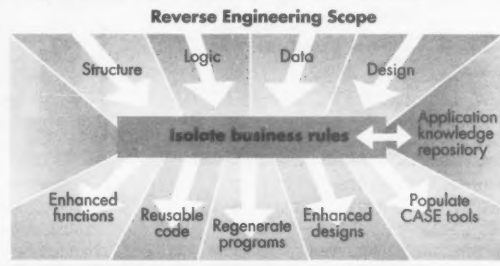 Reverse Engineering Scope
Structure
Logic
Data
Design
Isolate business rules
Application
knowledge
repository
Enhanced
functions
Reusable
code
Regenerate
programs
Enhanced
designs
Populate
CASE tools